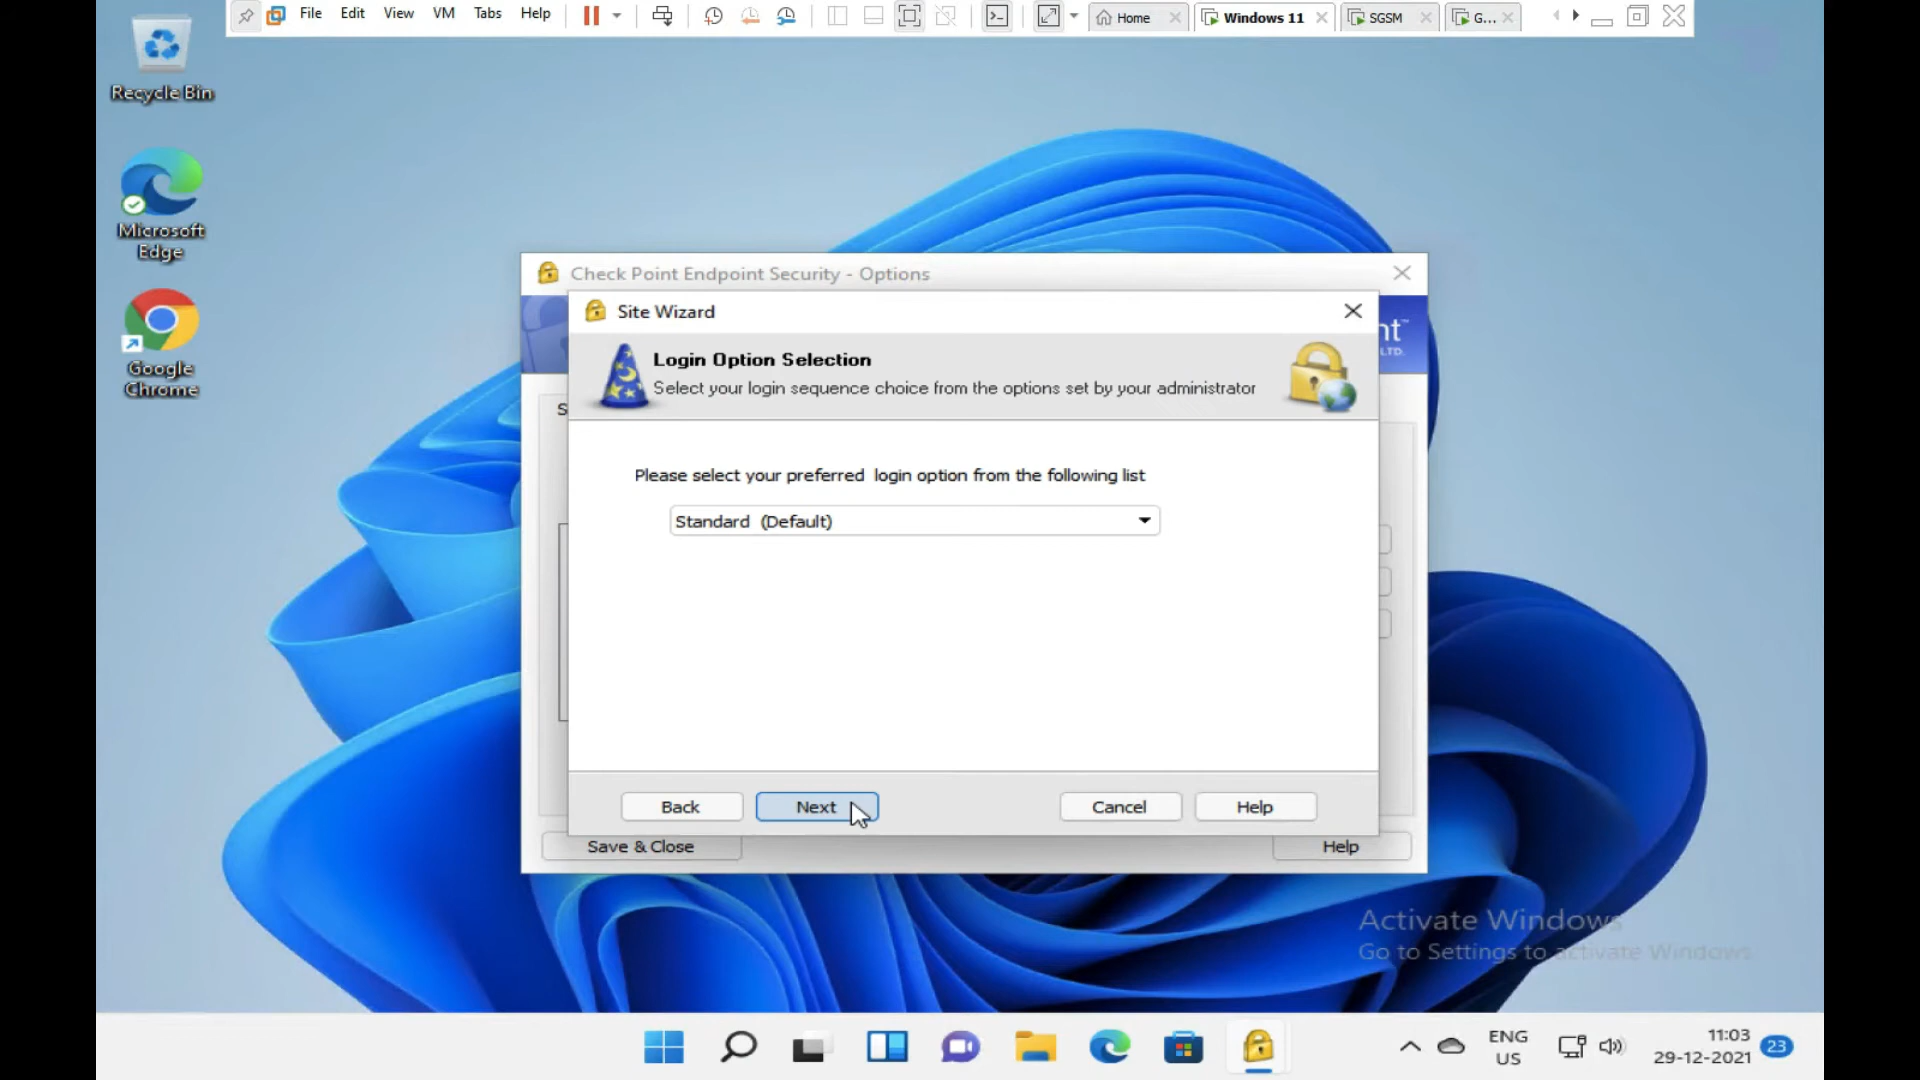 File Edit View VM Tabs Help
Home
Windows 11
SGSM
G...
Recycle Bin
Microsoft
Edge
Google
Chrome
Check Point Endpoint Security - Options
Site Wizard
Login Option Selection
Select your login sequence choice from the options set by your administrator
nt™
LTD.
S
Please select your preferred login option from the following list
Standard (Default)
Back
Next
Cancel
Help
Save & Close
Help
Activate Windows
Go to Settings to activate Windows
ENG
US
11:03
29-12-2021
23